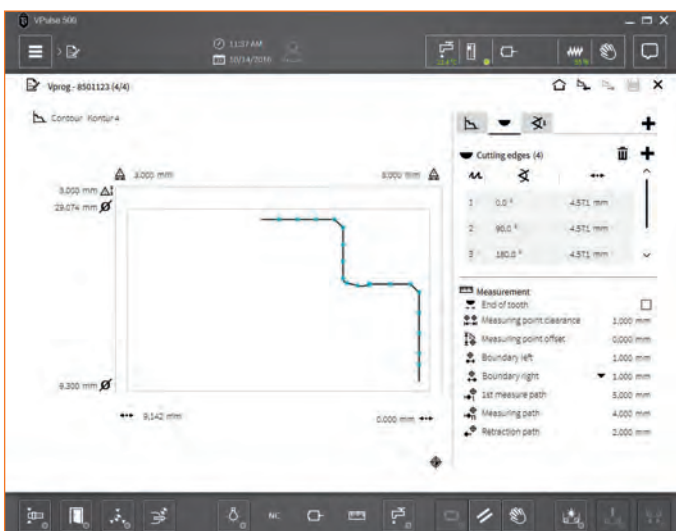 VPulse 500
11:37 AM
10/14/2016
Vprog - 8501123 (4/4)
Contour Kontur4
Cutting edges (4)
3,000 mm
3,000 mm
3,000 mm
29,074 mm
1 0.0 ° 4.571 mm
2 90.0 ° 4.571 mm
3 180.0 ° 4.571 mm
Measurement
End of tooth
Measuring point clearance 1,000 mm
Measuring point offset 0,000 mm
Boundary left 1.000 mm
Boundary right 1.000 mm
1st measure path 5,000 mm
Measuring path 4,000 mm
Retraction path 2,000 mm
9,142 mm
0.000 mm
NC